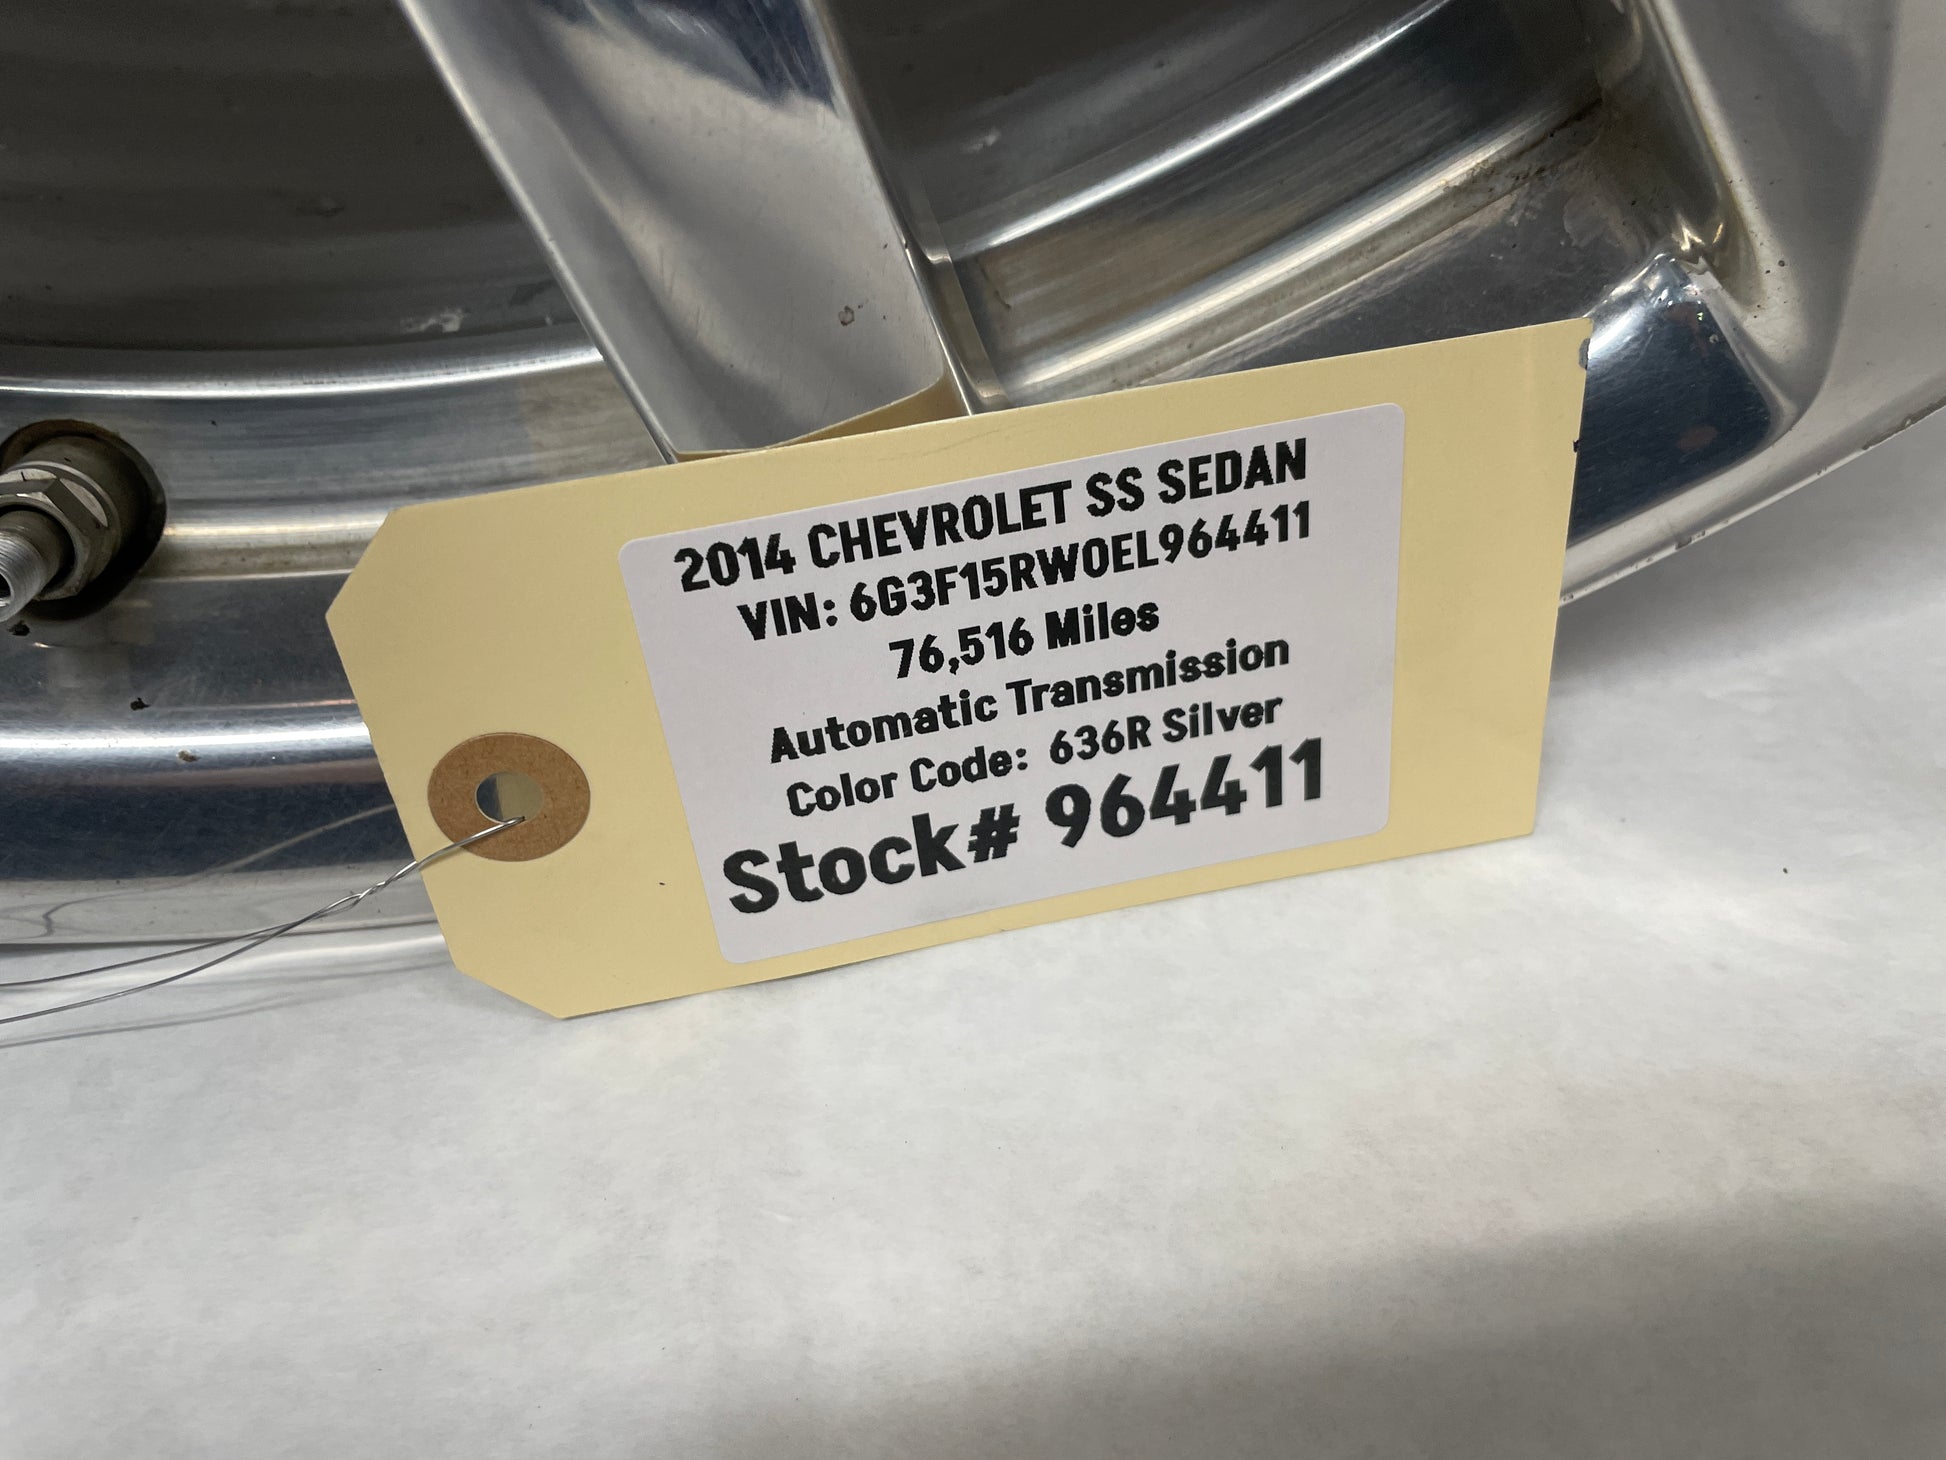 2014 CHEVROLET SS SEDAN
VIN: 6G3F15RW0EL964411
76,516 Miles
Automatic Transmission
Color Code: 636R Silver
Stock# 964411